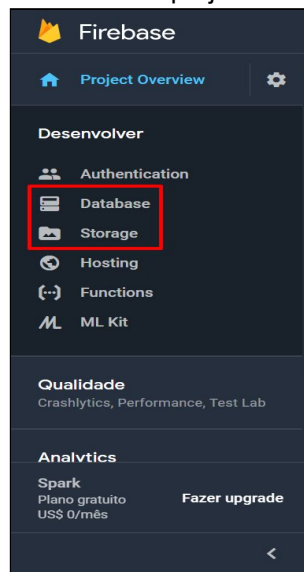 Firebase
Project Overview
Desenvolver
Authentication
Database
Storage
Hosting
Functions
ML Kit
Qualidade
Crashlytics, Performance, Test Lab
Analytics
Spark
Plano gratuito
Fazer upgrade
US$ 0/mês